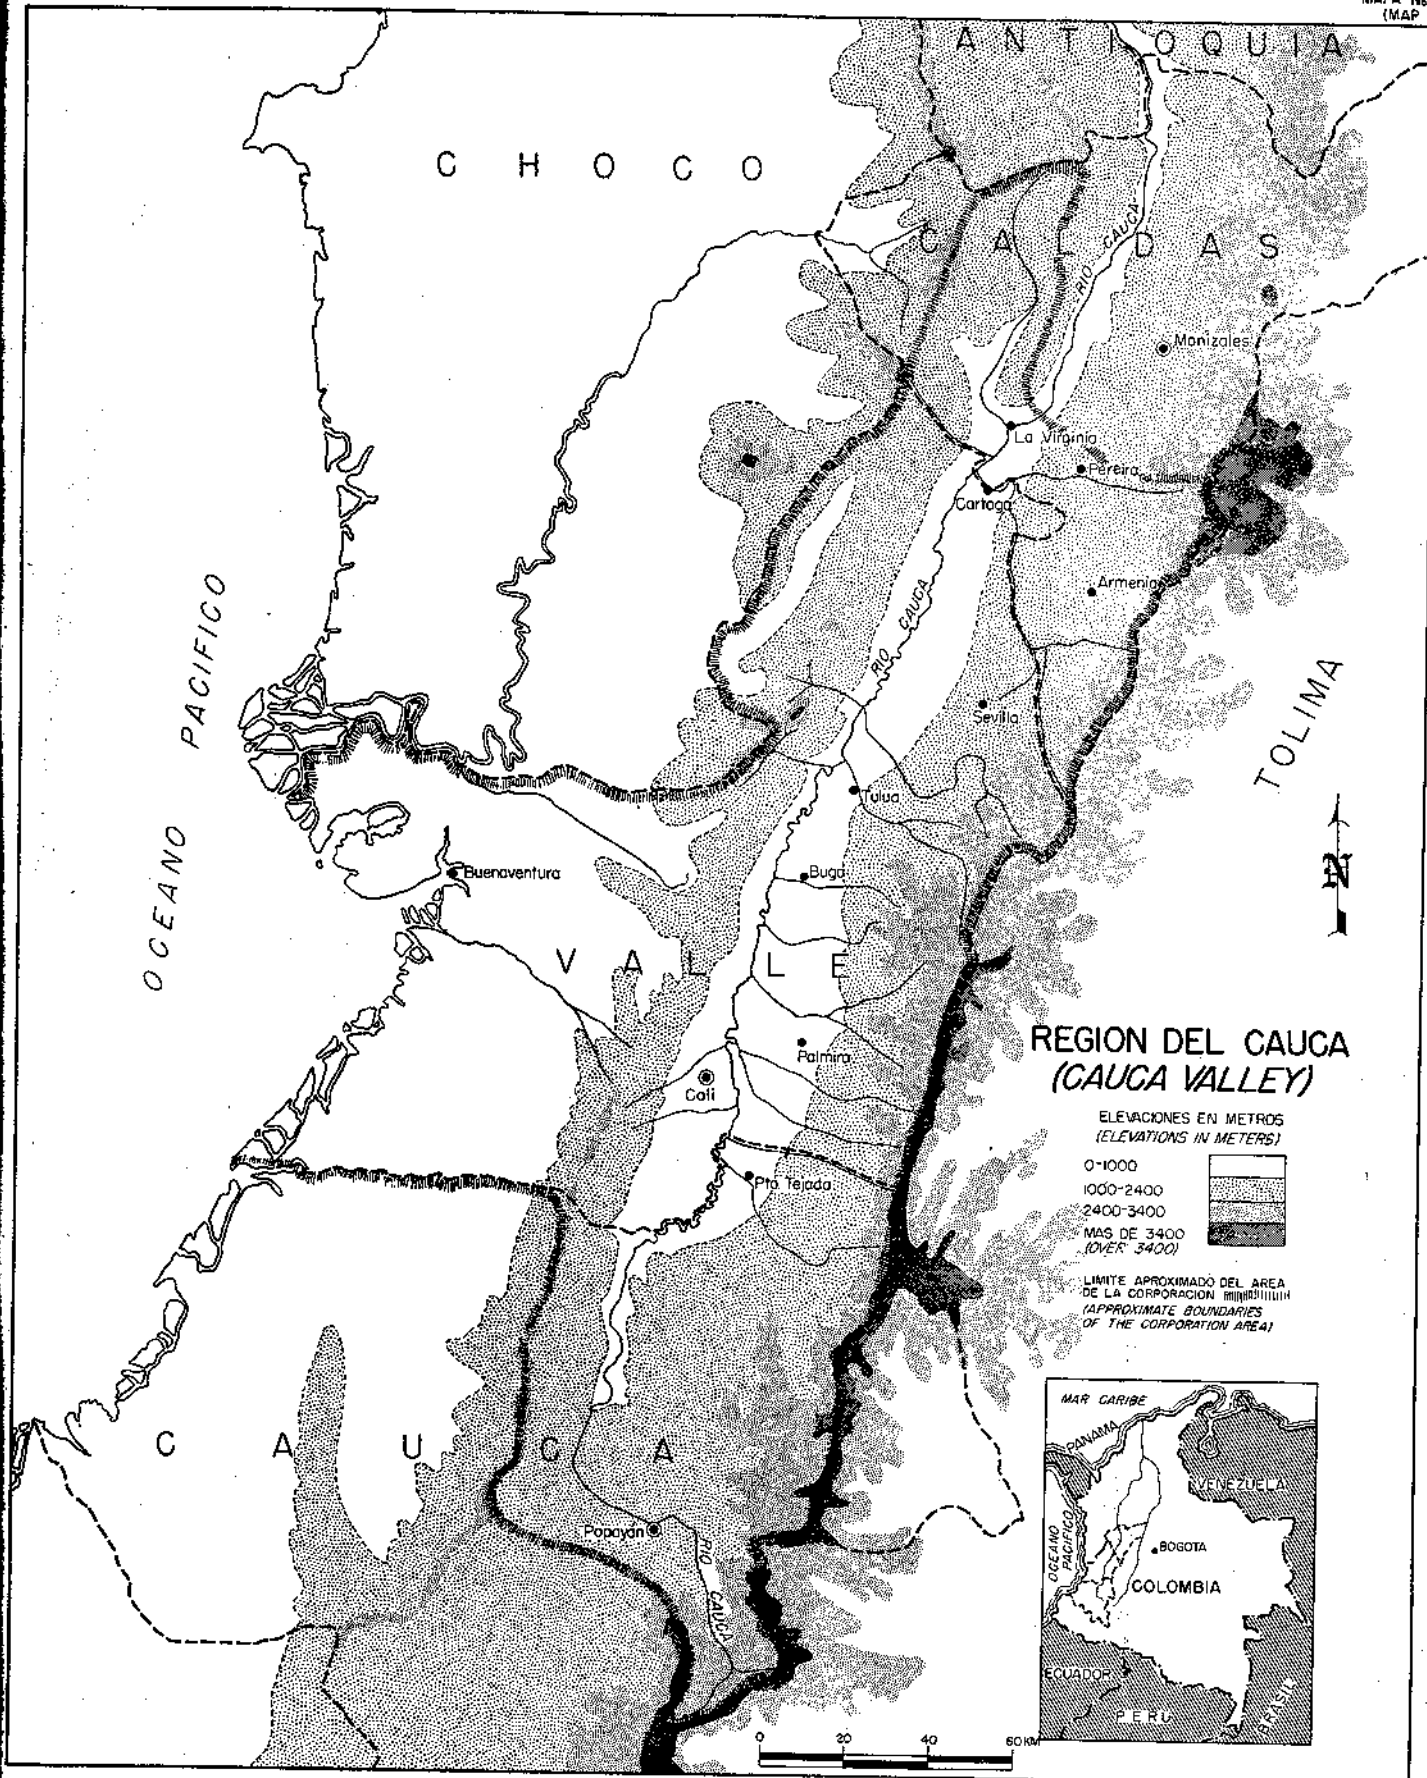 (MAP
ANTIOQUIA
CHOCO
CALDAS
RIO CAUCA
Manizales
La Virginia
Pereira
Cartago
Armenia
OCEANO PACIFICO
RIO CAUCA
Sevilla
TOLIMA
Tulua
Buenaventura
Buga
N
VALLE
Palmira
Cali
Pto. Tejada
REGION DEL CAUCA
(CAUCA VALLEY)
ELEVACIONES EN METROS
(ELEVATIONS IN METERS)
0-1000
1000-2400
2400-3400
MAS DE 3400
(OVER 3400)
LIMITE APROXIMADO DEL AREA
DE LA CORPORACION
(APPROXIMATE BOUNDARIES
OF THE CORPORATION AREA)
CAUCA
Popayan
RIO CAUCA
MAR CARIBE
PANAMA
VENEZUELA
OCEANO
PACIFICO
BOGOTA
COLOMBIA
ECUADOR
PERU
BRASIL
0 20 40 60 KM